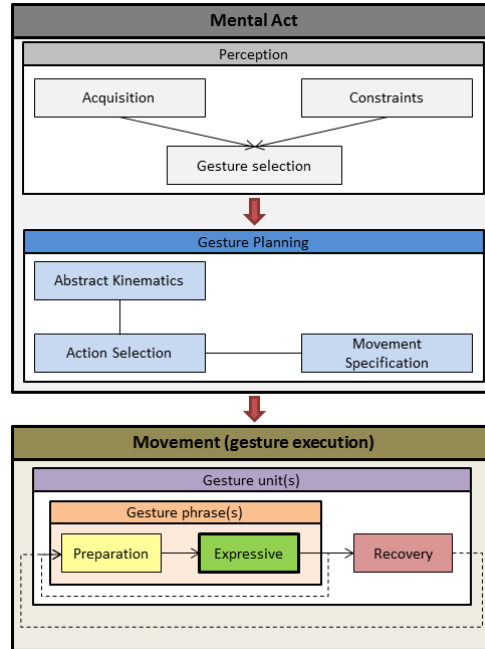 Mental Act
Perception
Acquisition
Constraints
Gesture selection
Gesture Planning
Abstract Kinematics
Action Selection
Movement
Specification
Movement (gesture execution)
Gesture unit(s)
Gesture phrase(s)
Preparation
Expressive
Recovery